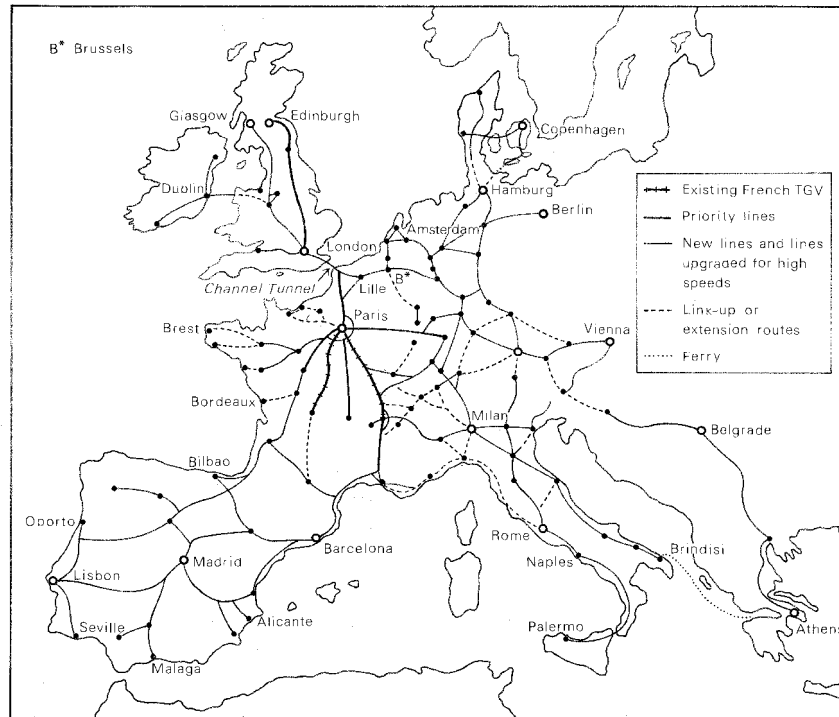 B* Brussels
Glasgow
Edinburgh
Copenhagen
Duolin
Hamburg
Berlin
Amsterdam
London
B*
Channel Tunnel
Lille
Paris
Brest
Vienna
Bordeaux
Milan
Belgrade
Bilbao
Oporto
Rome
Brindisi
Madrid
Barcelona
Naples
Lisbon
Seville
Alicante
Palermo
Athens
Malaga
Existing French TGV
Priority lines
New lines and lines
upgraded for high
speeds
Link-up or
extension routes
Ferry